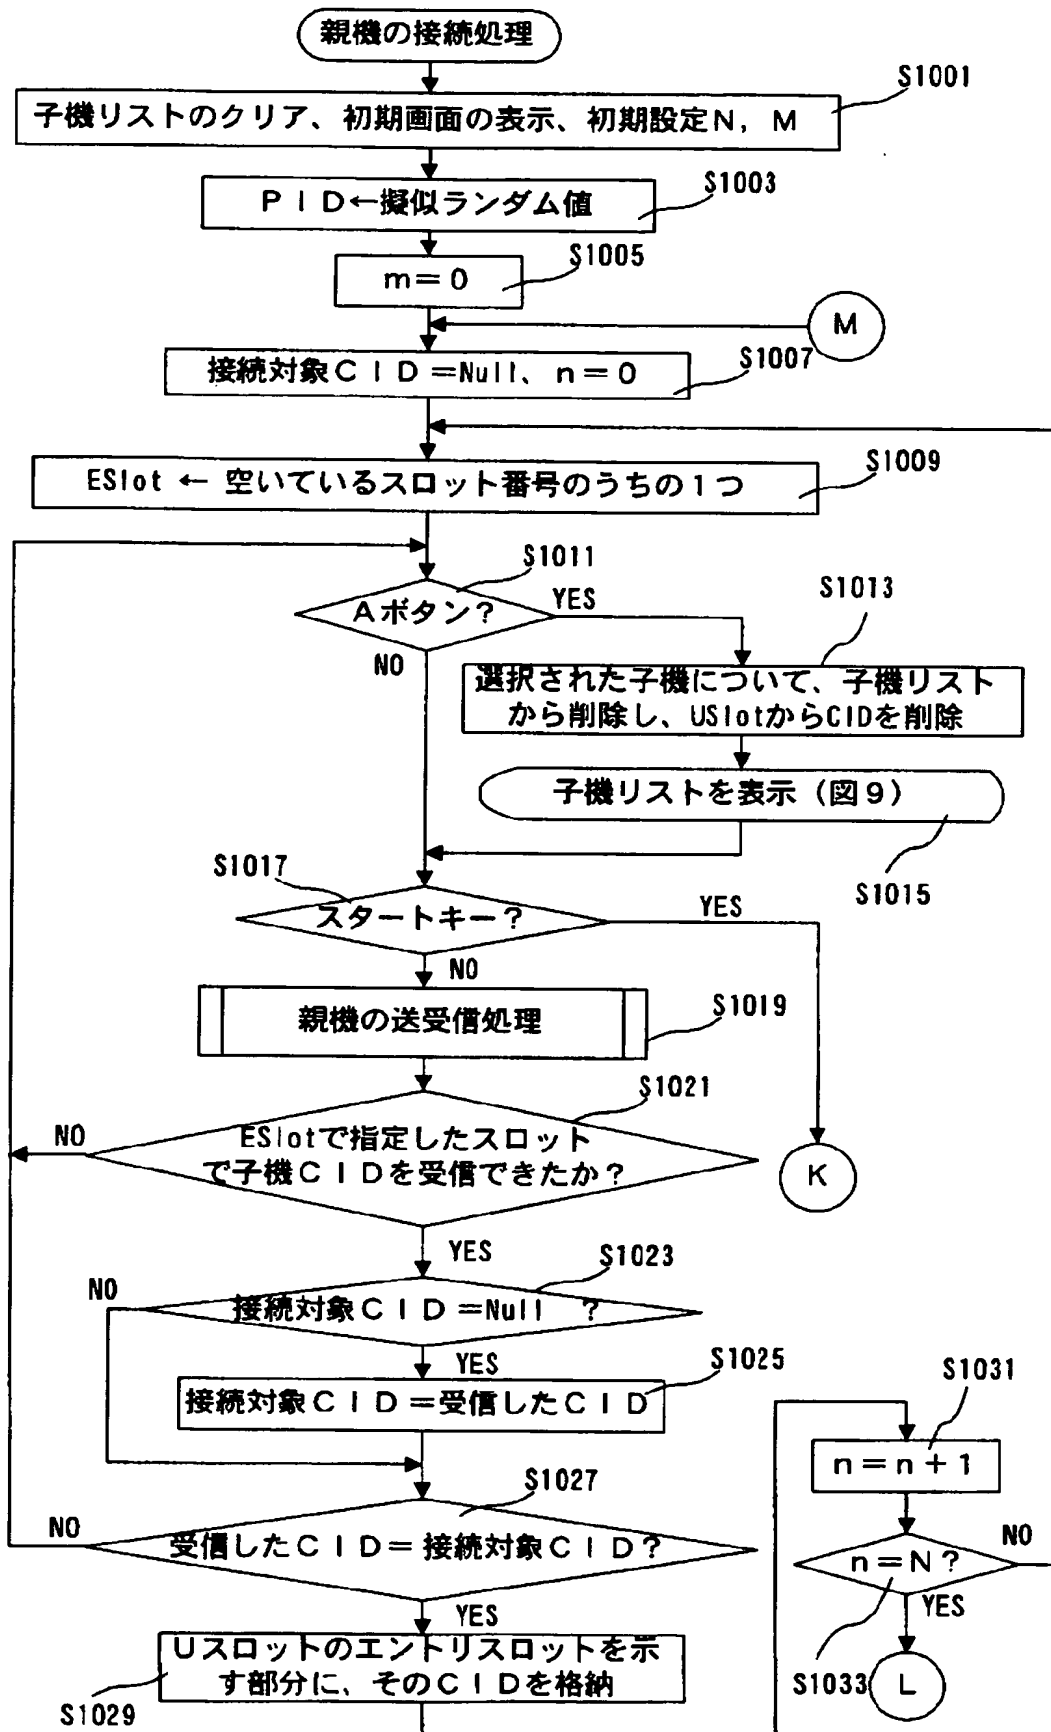 親機の接続処理
S1001
子機リストのクリア、初期画面の表示、初期設定N，M
S1003
PID←擬似ランダム値
S1005
m=0
M
S1007
接続対象CID=Null、n=0
S1009
ESlot ← 空いているスロット番号のうちの1つ
S1011
Aボタン?
YES
NO
S1013
選択された子機について、子機リスト
から削除し、USlotからCIDを削除
子機リストを表示（図9）
S1015
S1017
スタートキー?
YES
NO
親機の送受信処理
S1019
S1021
ESlotで指定したスロット
で子機CIDを受信できたか?
NO
YES
K
S1023
接続対象CID=Null ?
NO
YES
S1025
接続対象CID=受信したCID
S1027
受信したCID=接続対象CID?
NO
YES
S1029
Uスロットのエントリスロットを示
す部分に、そのCIDを格納
S1031
n=n+1
n=N?
NO
YES
S1033
L